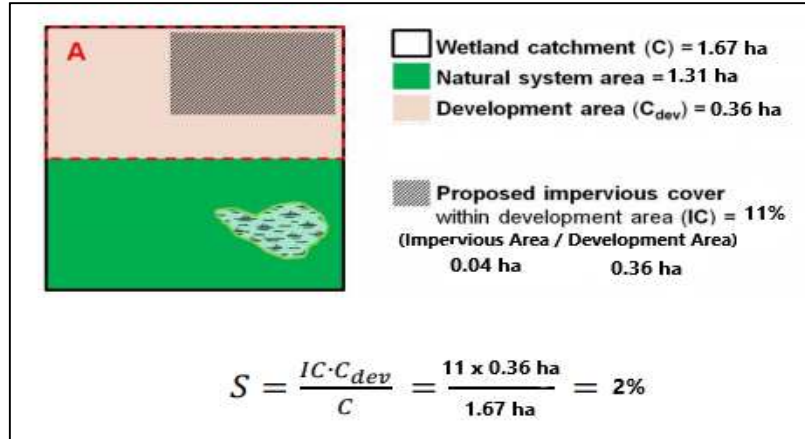 A
Wetland catchment (C) = 1.67 ha
Natural system area = 1.31 ha
Development area (C_dev) = 0.36 ha
Proposed impervious cover
within development area (IC) = 11%
(Impervious Area / Development Area)
0.04 ha 0.36 ha
S = IC·C_dev / C = 11 x 0.36 ha / 1.67 ha = 2%